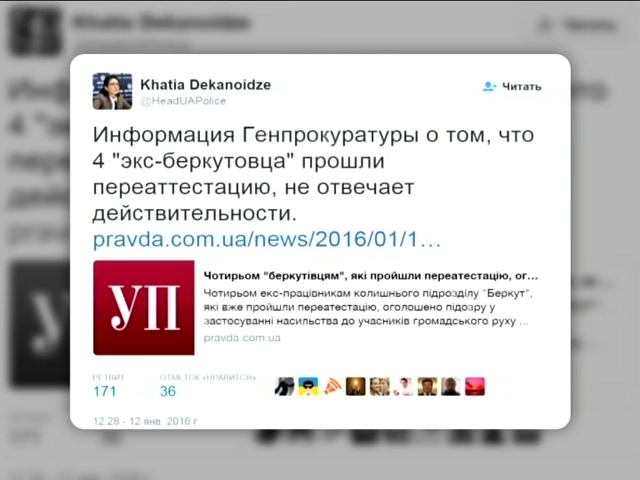 Khatia Dekanoidze
Читать
@HeadUAPolice
Информация Генпрокуратуры о том, что
4 "экс-беркутовца" прошли
переаттестацию, не отвечает
действительности.
pravda.com.ua/news/2016/01/1…
УП
Чотирьом "беркутівцям", які пройшли переатестацію, ог...
Чотирьом екс-працівникам колишнього підрозділу "Беркут",
які вже пройшли переатестацію, оголошено підозру у
застосуванні насильства до учасників громадського руху ...
pravda.com.ua
РЕТВИТ
ОТМЕТОК «НРАВИТСЯ»
171
36
12:28 - 12 янв. 2016 г.